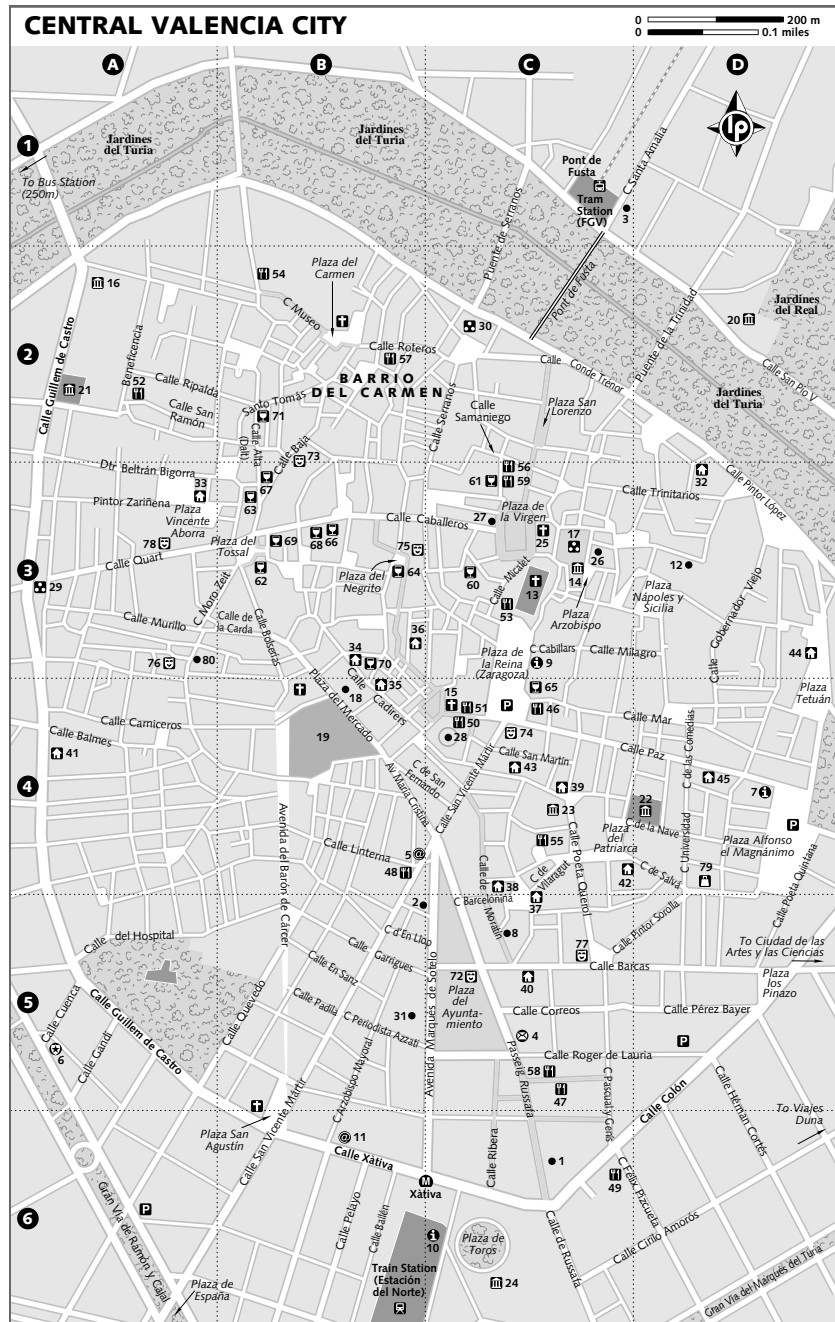 CENTRAL VALENCIA CITY
0 200 m
0 0.1 miles
A
B
C
D
1
Jardines
del Turia
Jardines
del Turia
lp
To Bus Station
(250m)
Pont de
Fusta
Tram
Station
(FGV)
C Santa Amalia
3
Puente de Serranos
Pont de Fusta
16
54
Plaza del
Carmen
C Museo
30
20
Jardines
del Real
Puente de la Trinidad
Calle San Pío V
2
Calle Guillem de Castro
21
Beneficencia
52
Calle Ripalda
Calle San
Ramón
Calle Roteros
57
BARRIO
DEL CARMEN
Santo Tomás
71
Calle Alta
(Dalt)
Calle Baja
73
Calle Serranos
Calle
Samaniego
Plaza San
Lorenzo
Calle Conde Trénor
Jardines
del Turia
Dtr Beltrán Bigorra
33
Pintor Zariñena
Plaza
Vincente
Aborra
67
63
56
61
59
Calle Trinitarios
32
Calle Pintor López
Calle Caballeros
27
Plaza de
la Virgen
25
17
26
78
Calle Quart
Plaza del
Tossal
69
68
66
75
Plaza del
Negrito
64
60
Calle Micalet
13
14
12
3
29
62
C Moro Zeit
53
Plaza
Arzobispo
Plaza
Nápoles y
Sicilia
Calle Gobernador Viejo
Calle Murillo
Calle de
la Carda
Calle Bolserías
76
80
34
70
36
35
Calle Cadirers
Plaza de
la Reina
(Zaragoza)
C Cabillars
9
Calle Milagro
44
Plaza
Tetuán
18
Plaza del Mercado
15
51
50
28
P
65
46
74
Calle Mar
Calle Carniceros
Calle Balmes
41
19
Calle San Martín
43
Calle Paz
C de las Comedias
45
7
4
C de San
Fernando
Av María Cristina
Calle San Vicente Mártir
39
23
22
C de la Nave
Plaza
del
Patriarca
C Universidad
Plaza Alfonso
el Magnánimo
P
Avenida del Barón de Cárcer
Calle Linterna
5
48
55
C de
Vilaragut
Calle Poeta Querol
42
C de Salvá
79
Calle Poeta Quintana
2
Calle de
Moratín
38
C Barcelonina
37
8
Calle Pintor Sorolla
Calle del Hospital
C d'En Llop
Calle Garrigues
Calle En Sanz
77
Calle Barcas
To Ciudad de las
Artes y las Ciencias
Plaza
los
Pinazo
5
Calle Cuenca
Calle Gandí
6
Calle Guillem de Castro
Calle Quevedo
Calle Padilla
C Periodista Azzati
31
Avenida Marqués de Sotelo
72
Plaza
del
Ayunta-
miento
40
Calle Correos
4
Calle Pérez Bayer
P
Calle Roger de Lauria
58
47
Passeig Russafa
C Pascual y Genís
Calle Colón
Calle Hérnan Cortés
Plaza San
Agustín
Calle San Vicente Mártir
C Arzobispo Mayoral
11
Calle Xàtiva
M
Xàtiva
Calle Ribera
1
49
C Félix Pizcueta
To Viajes
Duna
6
P
Gran Vía de Ramón y Cajal
Plaza de
España
Calle Pelayo
Calle Bailén
10
Train Station
(Estación
del Norte)
Plaza de
Toros
24
Calle de Russafa
Calle Cirilo Amorós
Gran Vía del Marqués del Turia